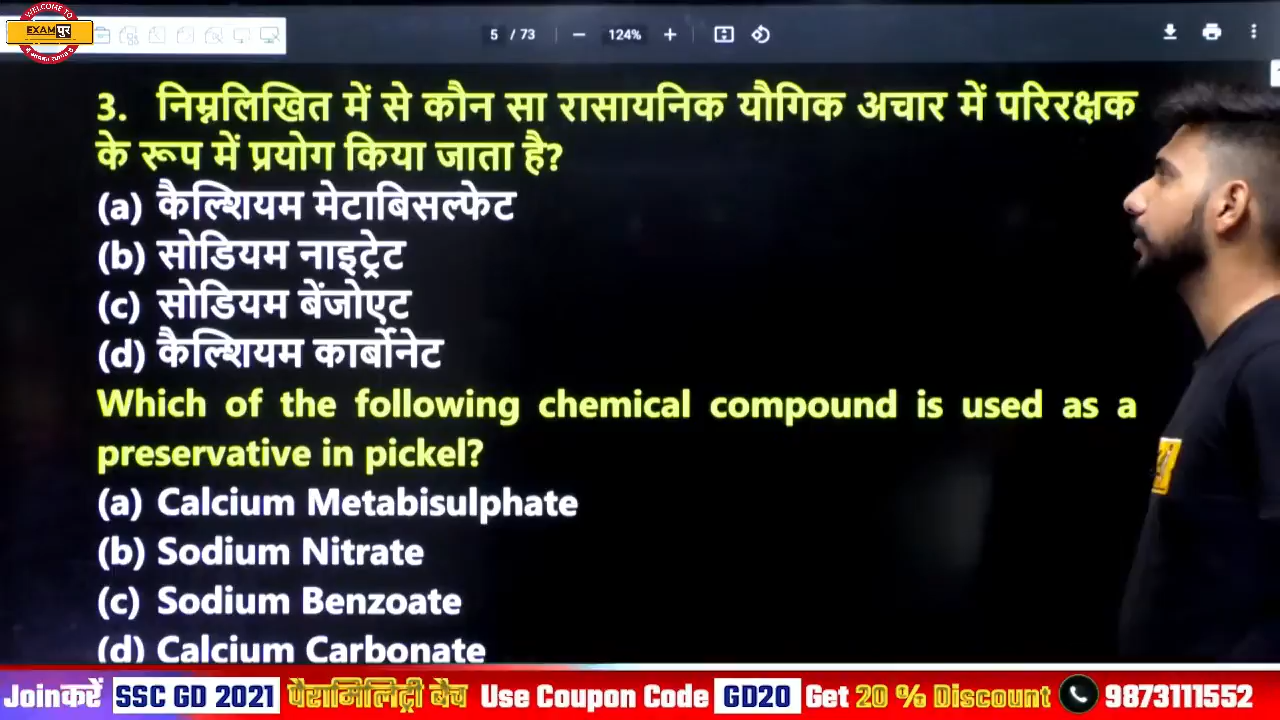 WELCOME TO
EXAMपुर
5 / 73
124%
3. निम्नलिखित में से कौन सा रासायनिक यौगिक अचार में परिरक्षक
के रूप में प्रयोग किया जाता है?
(a) कैल्शियम मेटाबिसल्फेट
(b) सोडियम नाइट्रेट
(c) सोडियम बेंजोएट
(d) कैल्शियम कार्बोनेट
Which of the following chemical compound is used as a
preservative in pickel?
(a) Calcium Metabisulphate
(b) Sodium Nitrate
(c) Sodium Benzoate
(d) Calcium Carbonate
Joinकरें SSC GD 2021 पैरामिलिट्री बैच Use Coupon Code GD20 Get 20 % Discount 9873111552